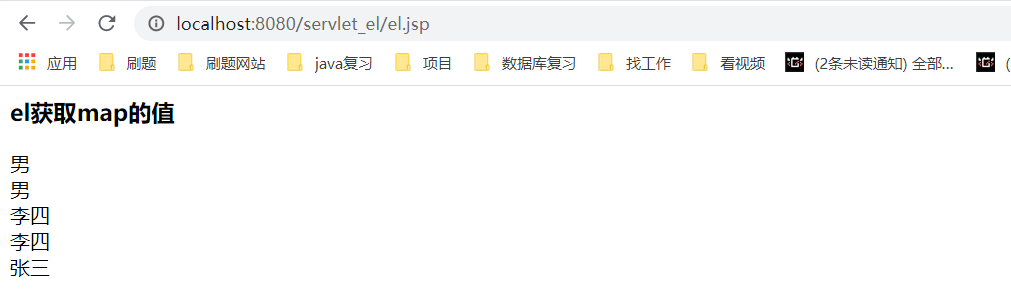 localhost:8080/servlet_el/el.jsp
应用 刷题 刷题网站 java复习 项目 数据库复习 找工作 看视频 (2条未读通知) 全部... (
el获取map的值
男
男
李四
李四
张三